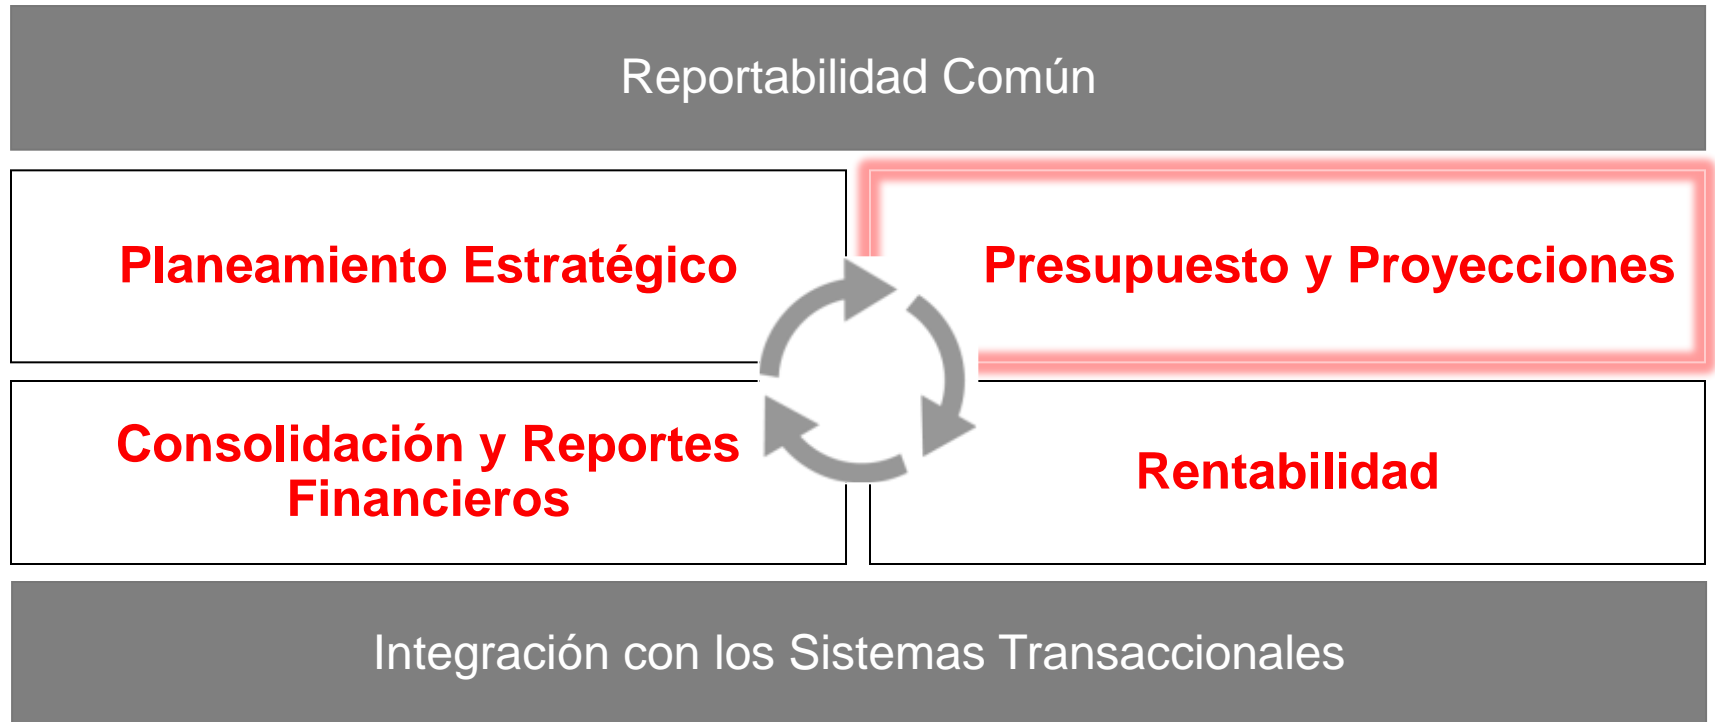 Reportabilidad Común
Planeamiento Estratégico
Presupuesto y Proyecciones
Consolidación y Reportes
Financieros
Rentabilidad
Integración con los Sistemas Transaccionales